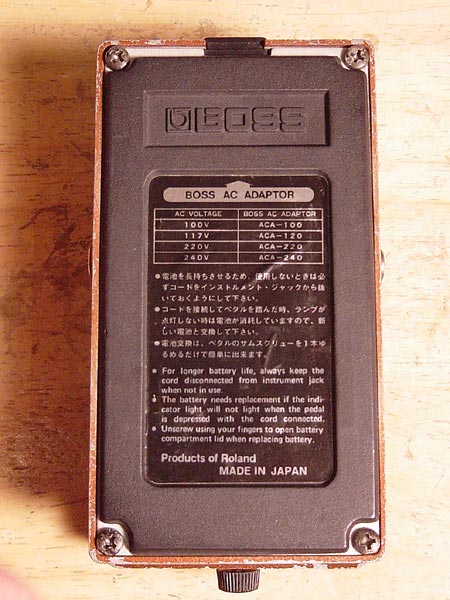 BOSS
BOSS AC ADAPTOR
AC VOLTAGE BOSS AC ADAPTOR
100V ACA-100
117V ACA-120
220V ACA-220
240V ACA-240
●電池を長持ちさせるため、使用しないときは必
ずコードをインストルメント・ジャックから抜
いておくようにして下さい。
●コードを接続してペダルを踏んだ時、ランプが
点灯しない時は電池が消耗していますので、新
しい電池と交換して下さい。
●電池交換は、ペダルのサムスクリューを1本ゆ
るめるだけで簡単に出来ます。
● For longer battery life, always keep the
cord disconnected from instrument jack
when not in use.
● The battery needs replacement if the indi-
cator light will not light when the pedal
is depressed with the cord connected.
● Uncrew using your fingers to open battery
compartment lid when replacing battery.
Products of Roland
MADE IN JAPAN